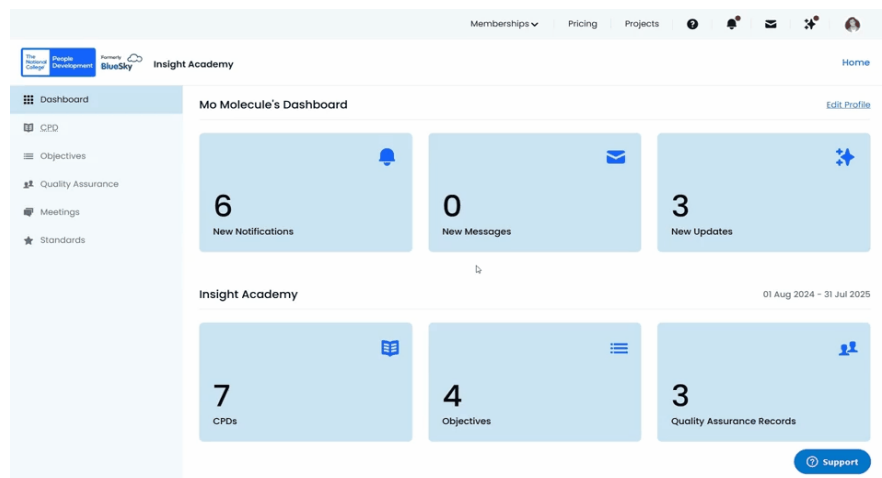 Memberships Pricing Projects
The National College People Development Formerly BlueSky Insight Academy Home
Dashboard
CPD
Objectives
Quality Assurance
Meetings
Standards
Mo Molecule's Dashboard Edit Profile
6 0 3
New Notifications New Messages New Updates
Insight Academy 01 Aug 2024 - 31 Jul 2025
7 4 3
CPDs Objectives Quality Assurance Records
Support